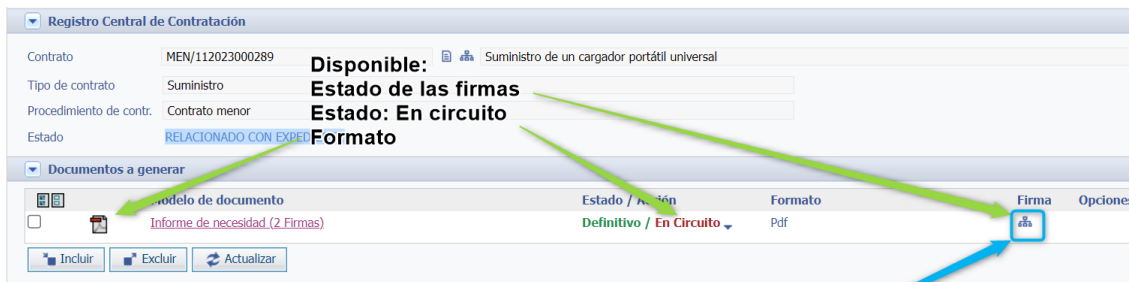 Registro Central de Contratación
Contrato MEN/112023000289 Suministro de un cargador portátil universal
Disponible:
Tipo de contrato Suministro
Estado de las firmas
Procedimiento de contr. Contrato menor
Estado: En circuito
Estado RELACIONADO CON EXPED
Formato
Documentos a generar
Modelo de documento Estado / Acción Formato Firma Opciones
Informe de necesidad (2 Firmas) Definitivo / En Circuito Pdf
Incluir Excluir Actualizar